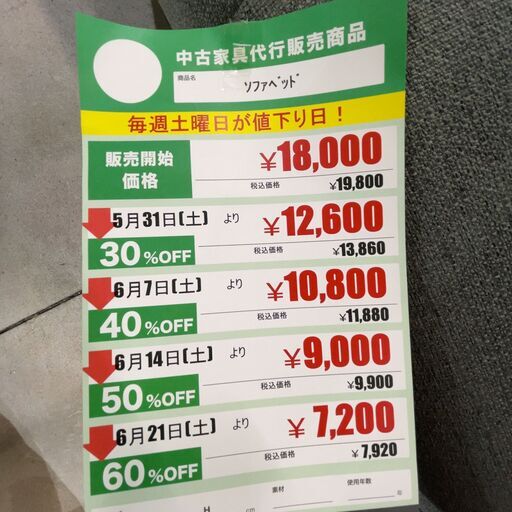 中古家具代行販売商品
商品名
ソファベッド
毎週土曜日が値下り日！
販売開始
価格
¥18,000
税込価格 ¥19,800
5月31日(土) より ¥12,600
30%OFF 税込価格 ¥13,860
6月7日(土) より ¥10,800
40%OFF 税込価格 ¥11,880
6月14日(土) より ¥9,000
50%OFF 税込価格 ¥9,900
6月21日(土) より ¥7,200
60%OFF 税込価格 ¥7,920
素材 使用年数
H cm 年